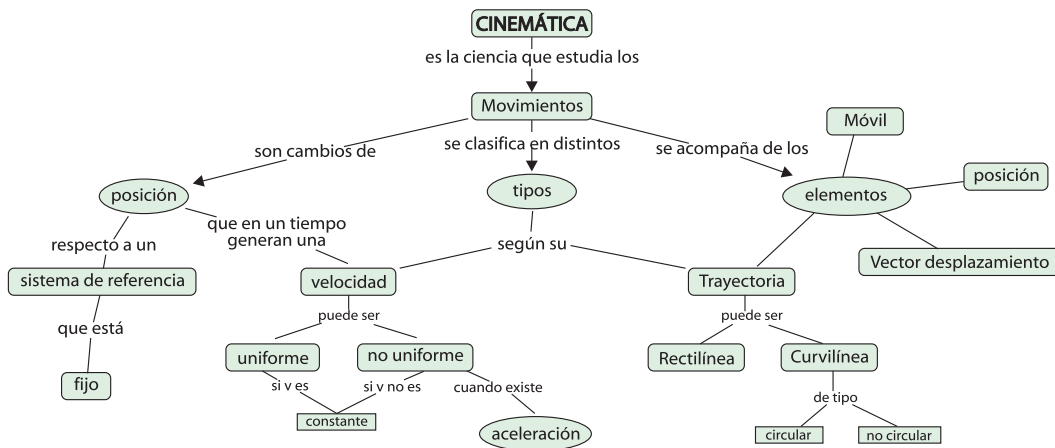 CINEMÁTICA
es la ciencia que estudia los
Movimientos
son cambios de
se clasifica en distintos
se acompaña de los
Móvil
posición
tipos
elementos
posición
respecto a un
que en un tiempo
generan una
según su
Vector desplazamiento
sistema de referencia
velocidad
Trayectoria
que está
puede ser
puede ser
fijo
uniforme
no uniforme
Rectilínea
Curvilínea
si v es
si v no es
cuando existe
de tipo
constante
aceleración
circular
no circular